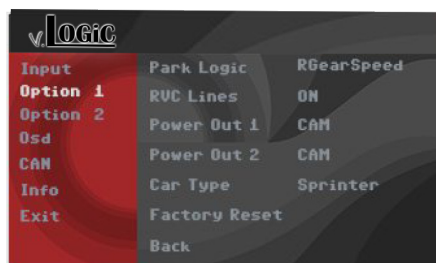 v.LOGiC
Input
Option 1
Option 2
Osd
CAN
Info
Exit
Park Logic RGearSpeed
RVC Lines ON
Power Out 1 CAM
Power Out 2 CAM
Car Type Sprinter
Factory Reset
Back